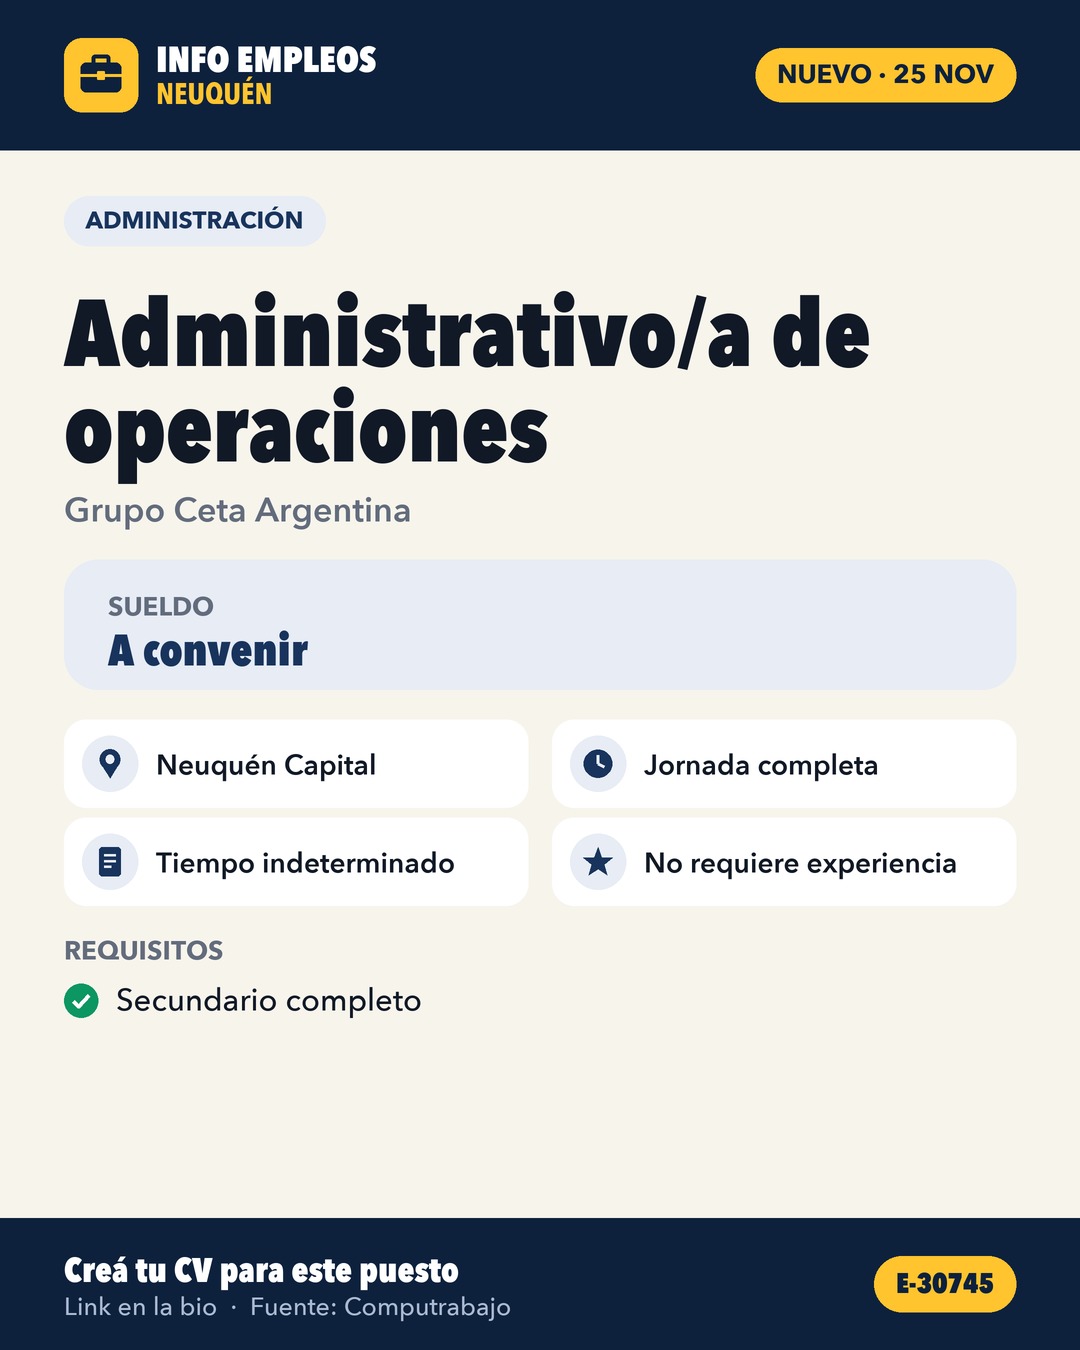 INFO EMPLEOS
NEUQUÉN
NUEVO · 25 NOV
ADMINISTRACIÓN
Administrativo/a de
operaciones
Grupo Ceta Argentina
SUELDO
A convenir
Neuquén Capital
Jornada completa
Tiempo indeterminado
No requiere experiencia
REQUISITOS
Secundario completo
Creá tu CV para este puesto
Link en la bio · Fuente: Computrabajo
E-30745